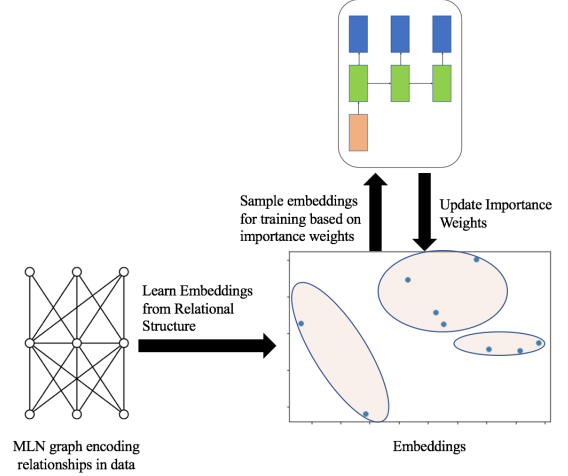 Sample embeddings
for training based on
importance weights
Update Importance
Weights
Learn Embeddings
from Relational
Structure
MLN graph encoding
relationships in data
Embeddings